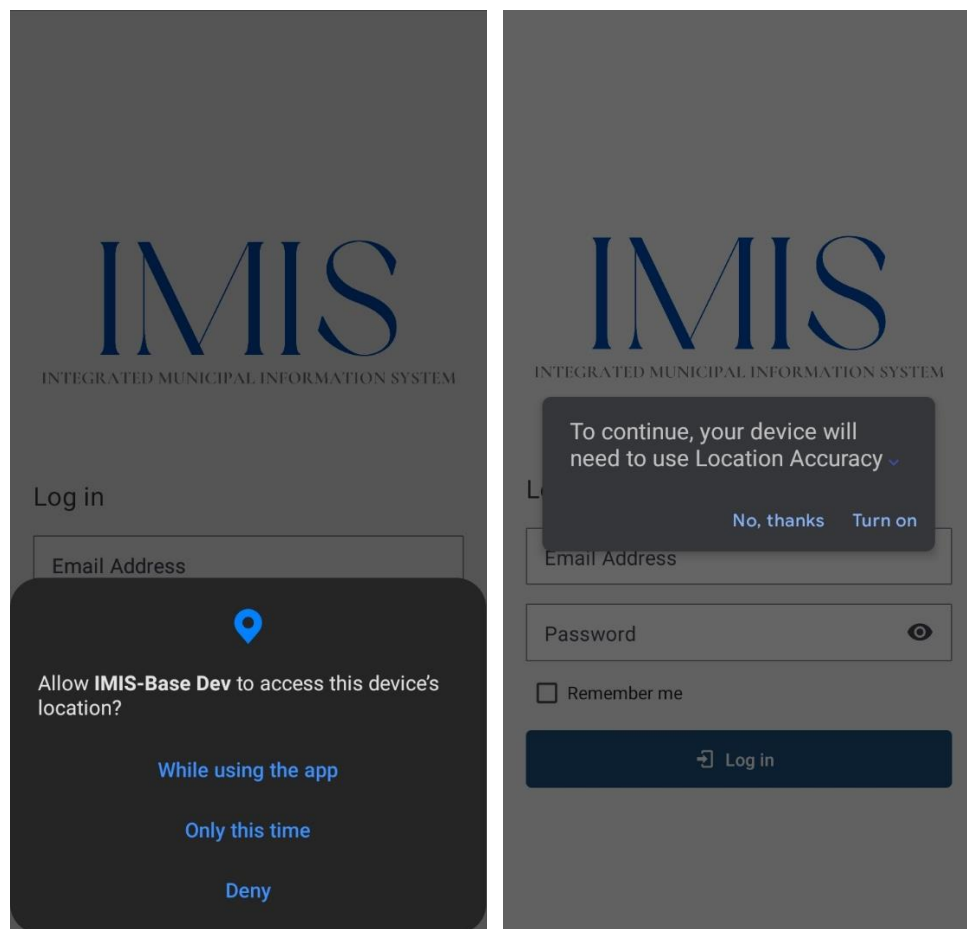 IMIS
INTEGRATED MUNICIPAL INFORMATION SYSTEM
Log in
Email Address
Allow IMIS-Base Dev to access this device's
location?
While using the app
Only this time
Deny
IMIS
INTEGRATED MUNICIPAL INFORMATION SYSTEM
To continue, your device will
need to use Location Accuracy
No, thanks Turn on
L
Email Address
Password
Remember me
Log in